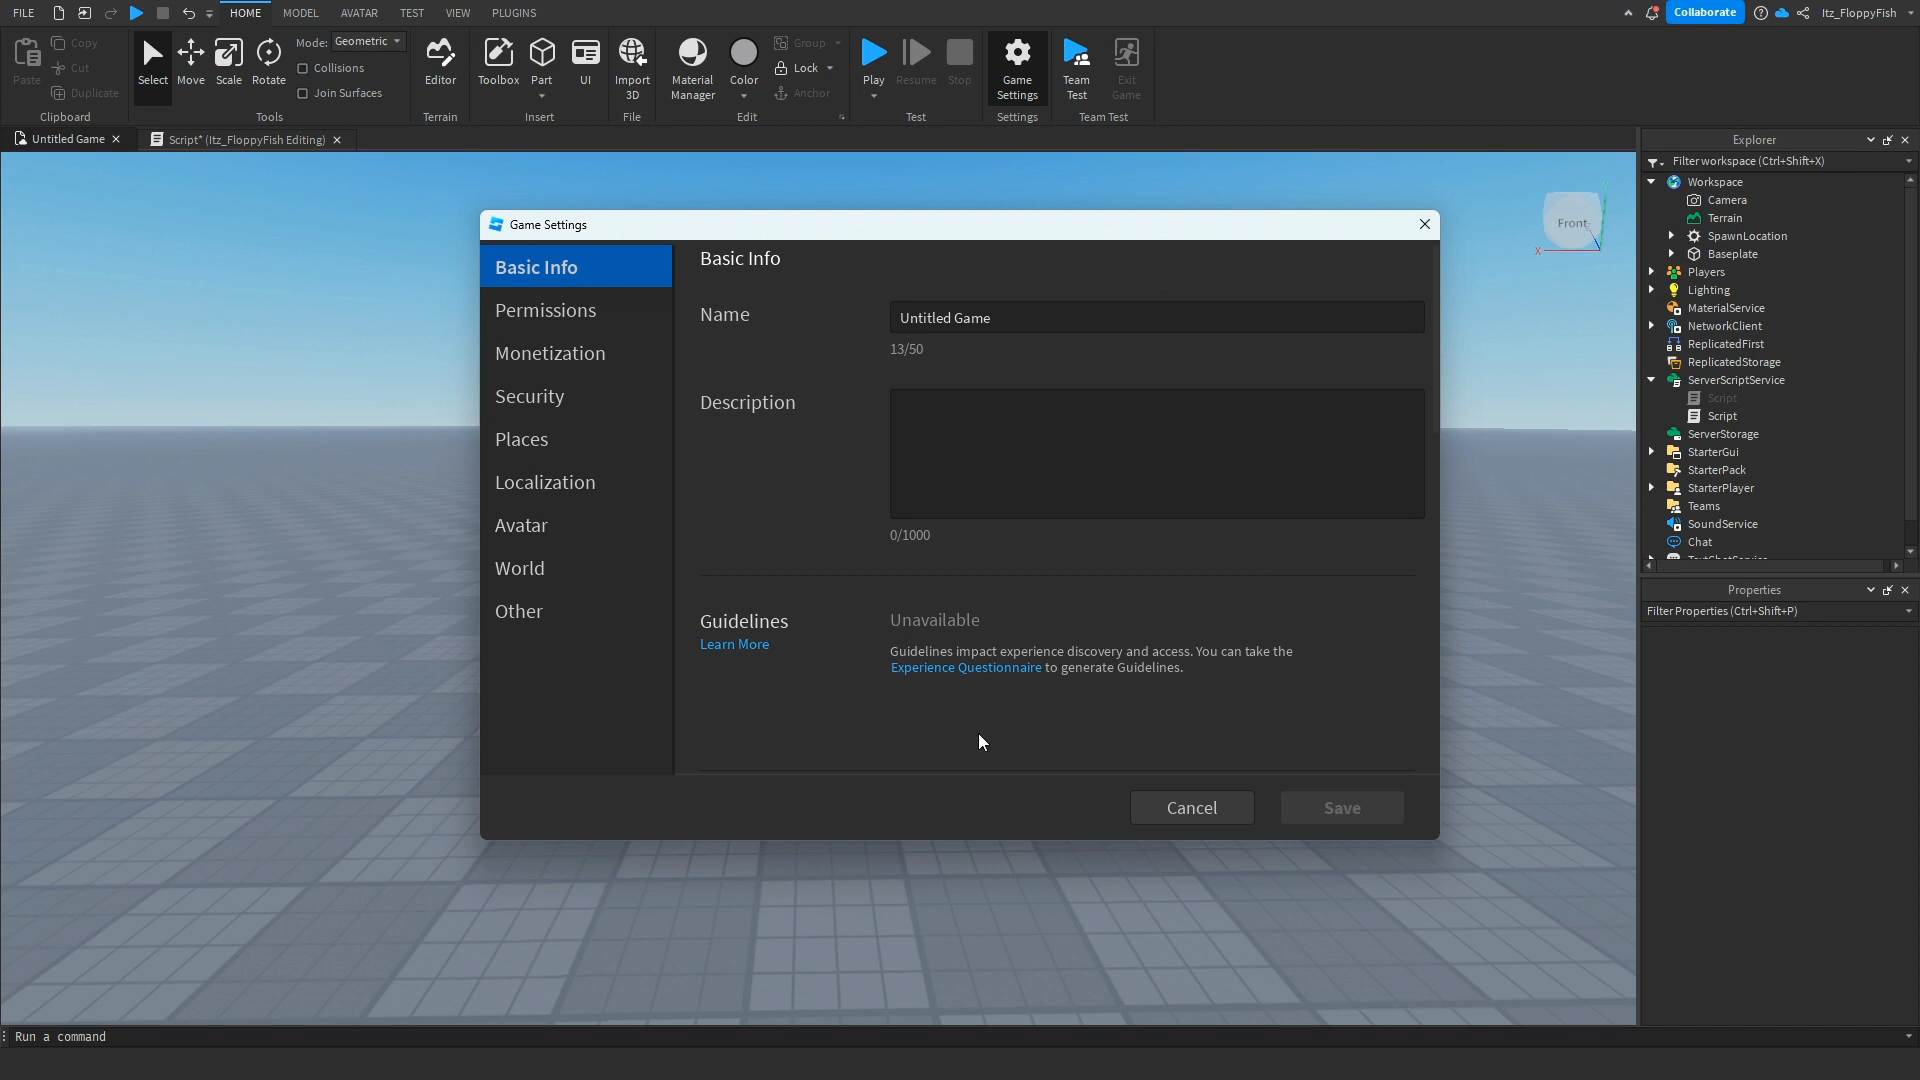 FILE HOME MODEL AVATAR TEST VIEW PLUGINS Collaborate Itz_FloppyFish
Paste Copy Cut Duplicate
Clipboard
Select Move Scale Rotate Mode: Geometric
Collisions
Join Surfaces
Tools
Editor
Terrain
Toolbox Part UI
Insert
Import 3D
File
Material Manager Color Group Lock Anchor
Edit
Play Resume Stop
Test
Game Settings
Settings
Team Test Exit Game
Team Test
Untitled Game Script* (Itz_FloppyFish Editing)
Front
X
Game Settings
Basic Info
Permissions
Monetization
Security
Places
Localization
Avatar
World
Other
Basic Info
Name Untitled Game
13/50
Description
0/1000
Guidelines Unavailable
Learn More
Guidelines impact experience discovery and access. You can take the
Experience Questionnaire to generate Guidelines.
Cancel Save
Explorer
Filter workspace (Ctrl+Shift+X)
Workspace
Camera
Terrain
SpawnLocation
Baseplate
Players
Lighting
MaterialService
NetworkClient
ReplicatedFirst
ReplicatedStorage
ServerScriptService
Script
Script
ServerStorage
StarterGui
StarterPack
StarterPlayer
Teams
SoundService
Chat
Properties
Filter Properties (Ctrl+Shift+P)
Run a command